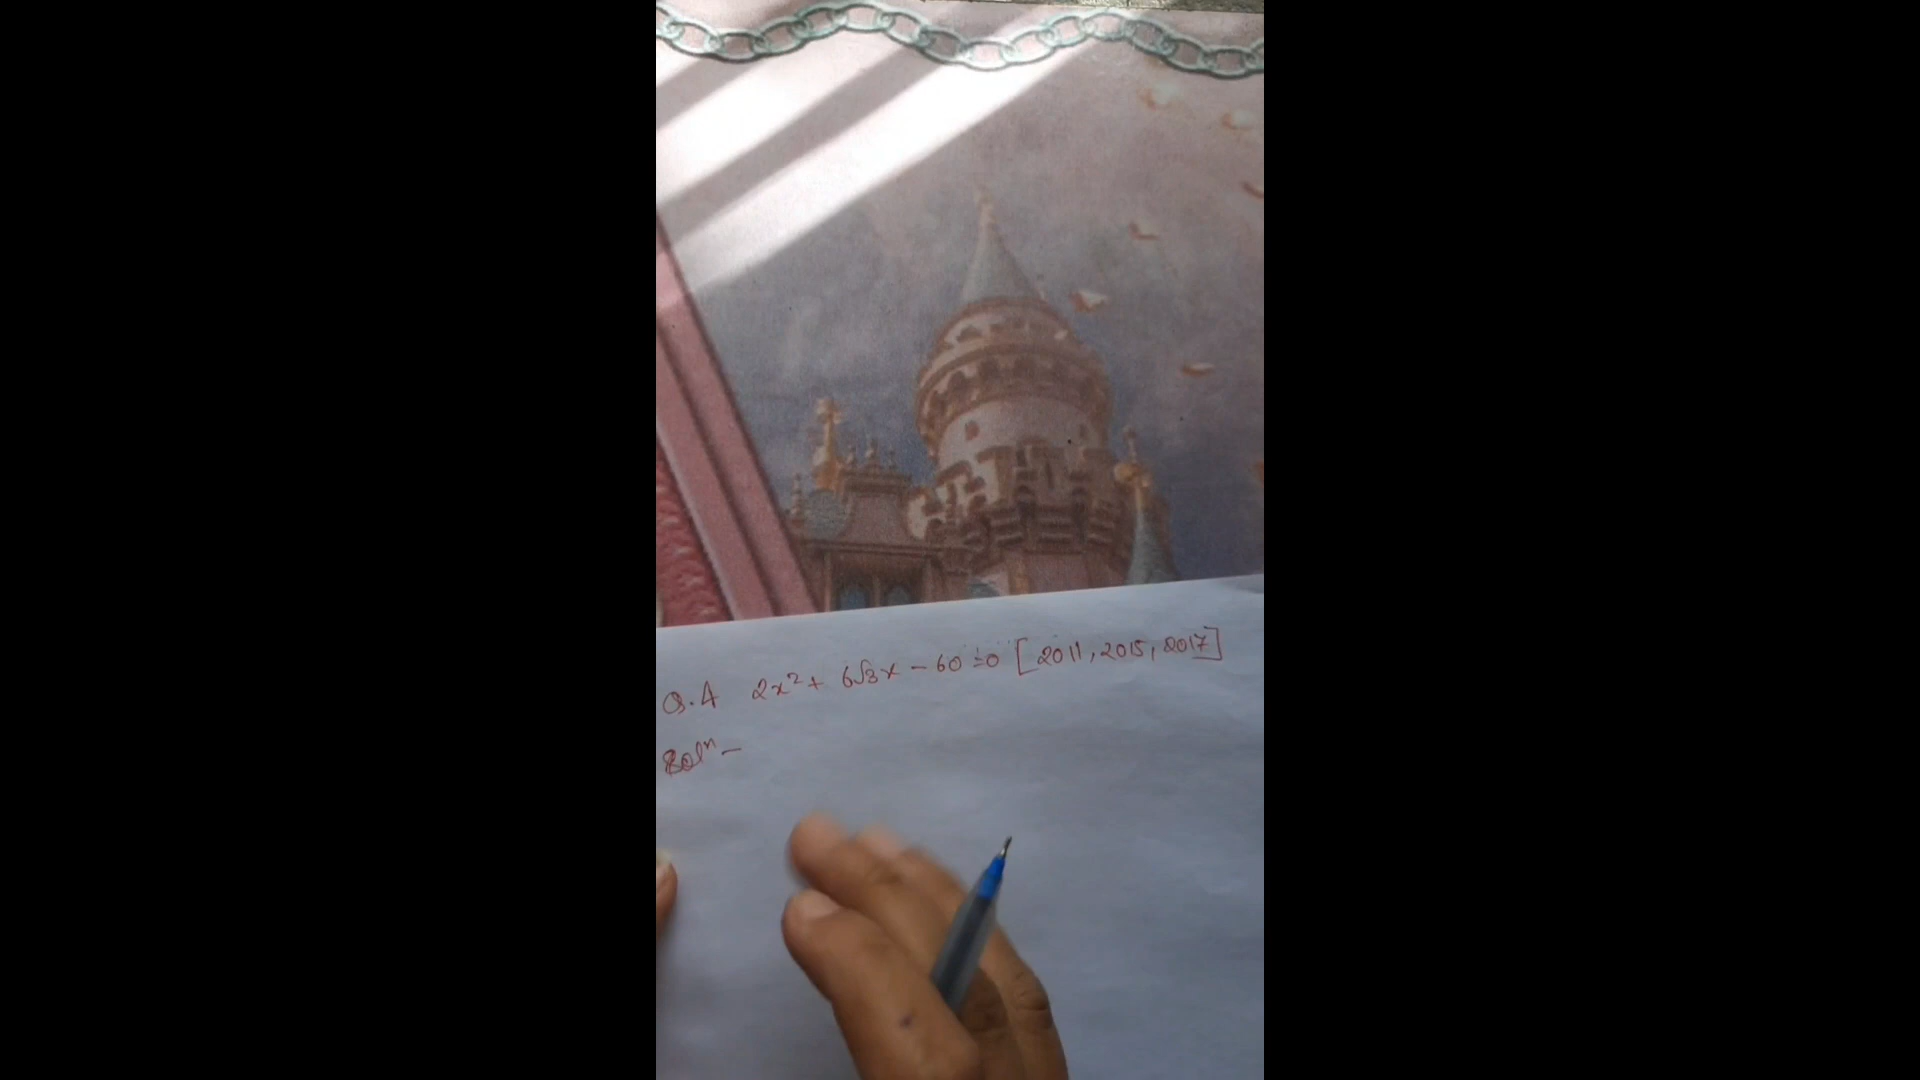 Q.4 2x²+ 6√3x - 60 = 0 [2011, 2015, 2017]
Solⁿ -